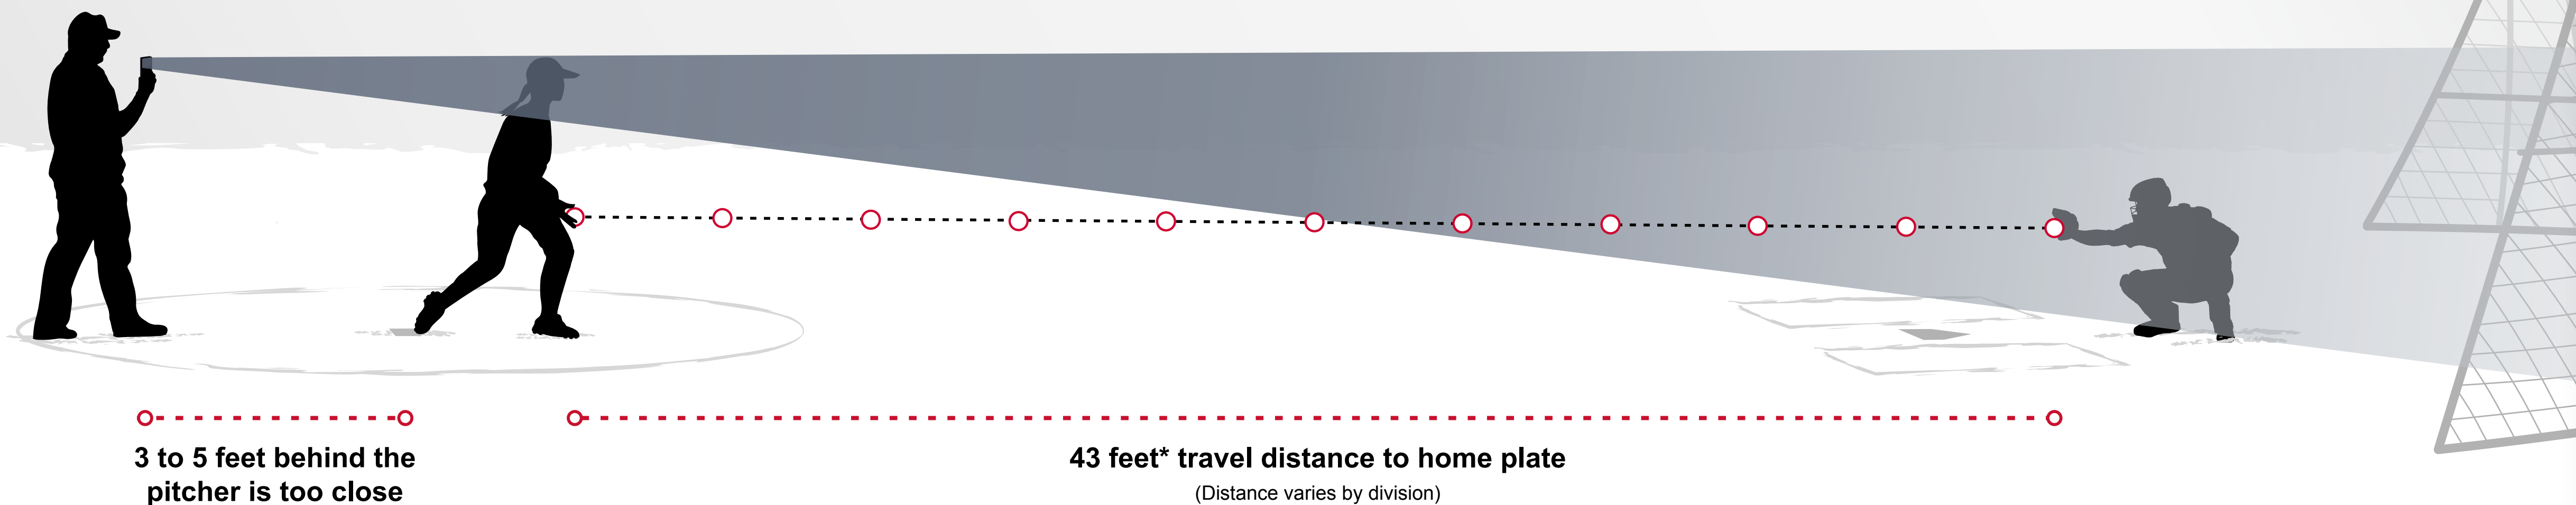 3 to 5 feet behind the
pitcher is too close
43 feet* travel distance to home plate
(Distance varies by division)